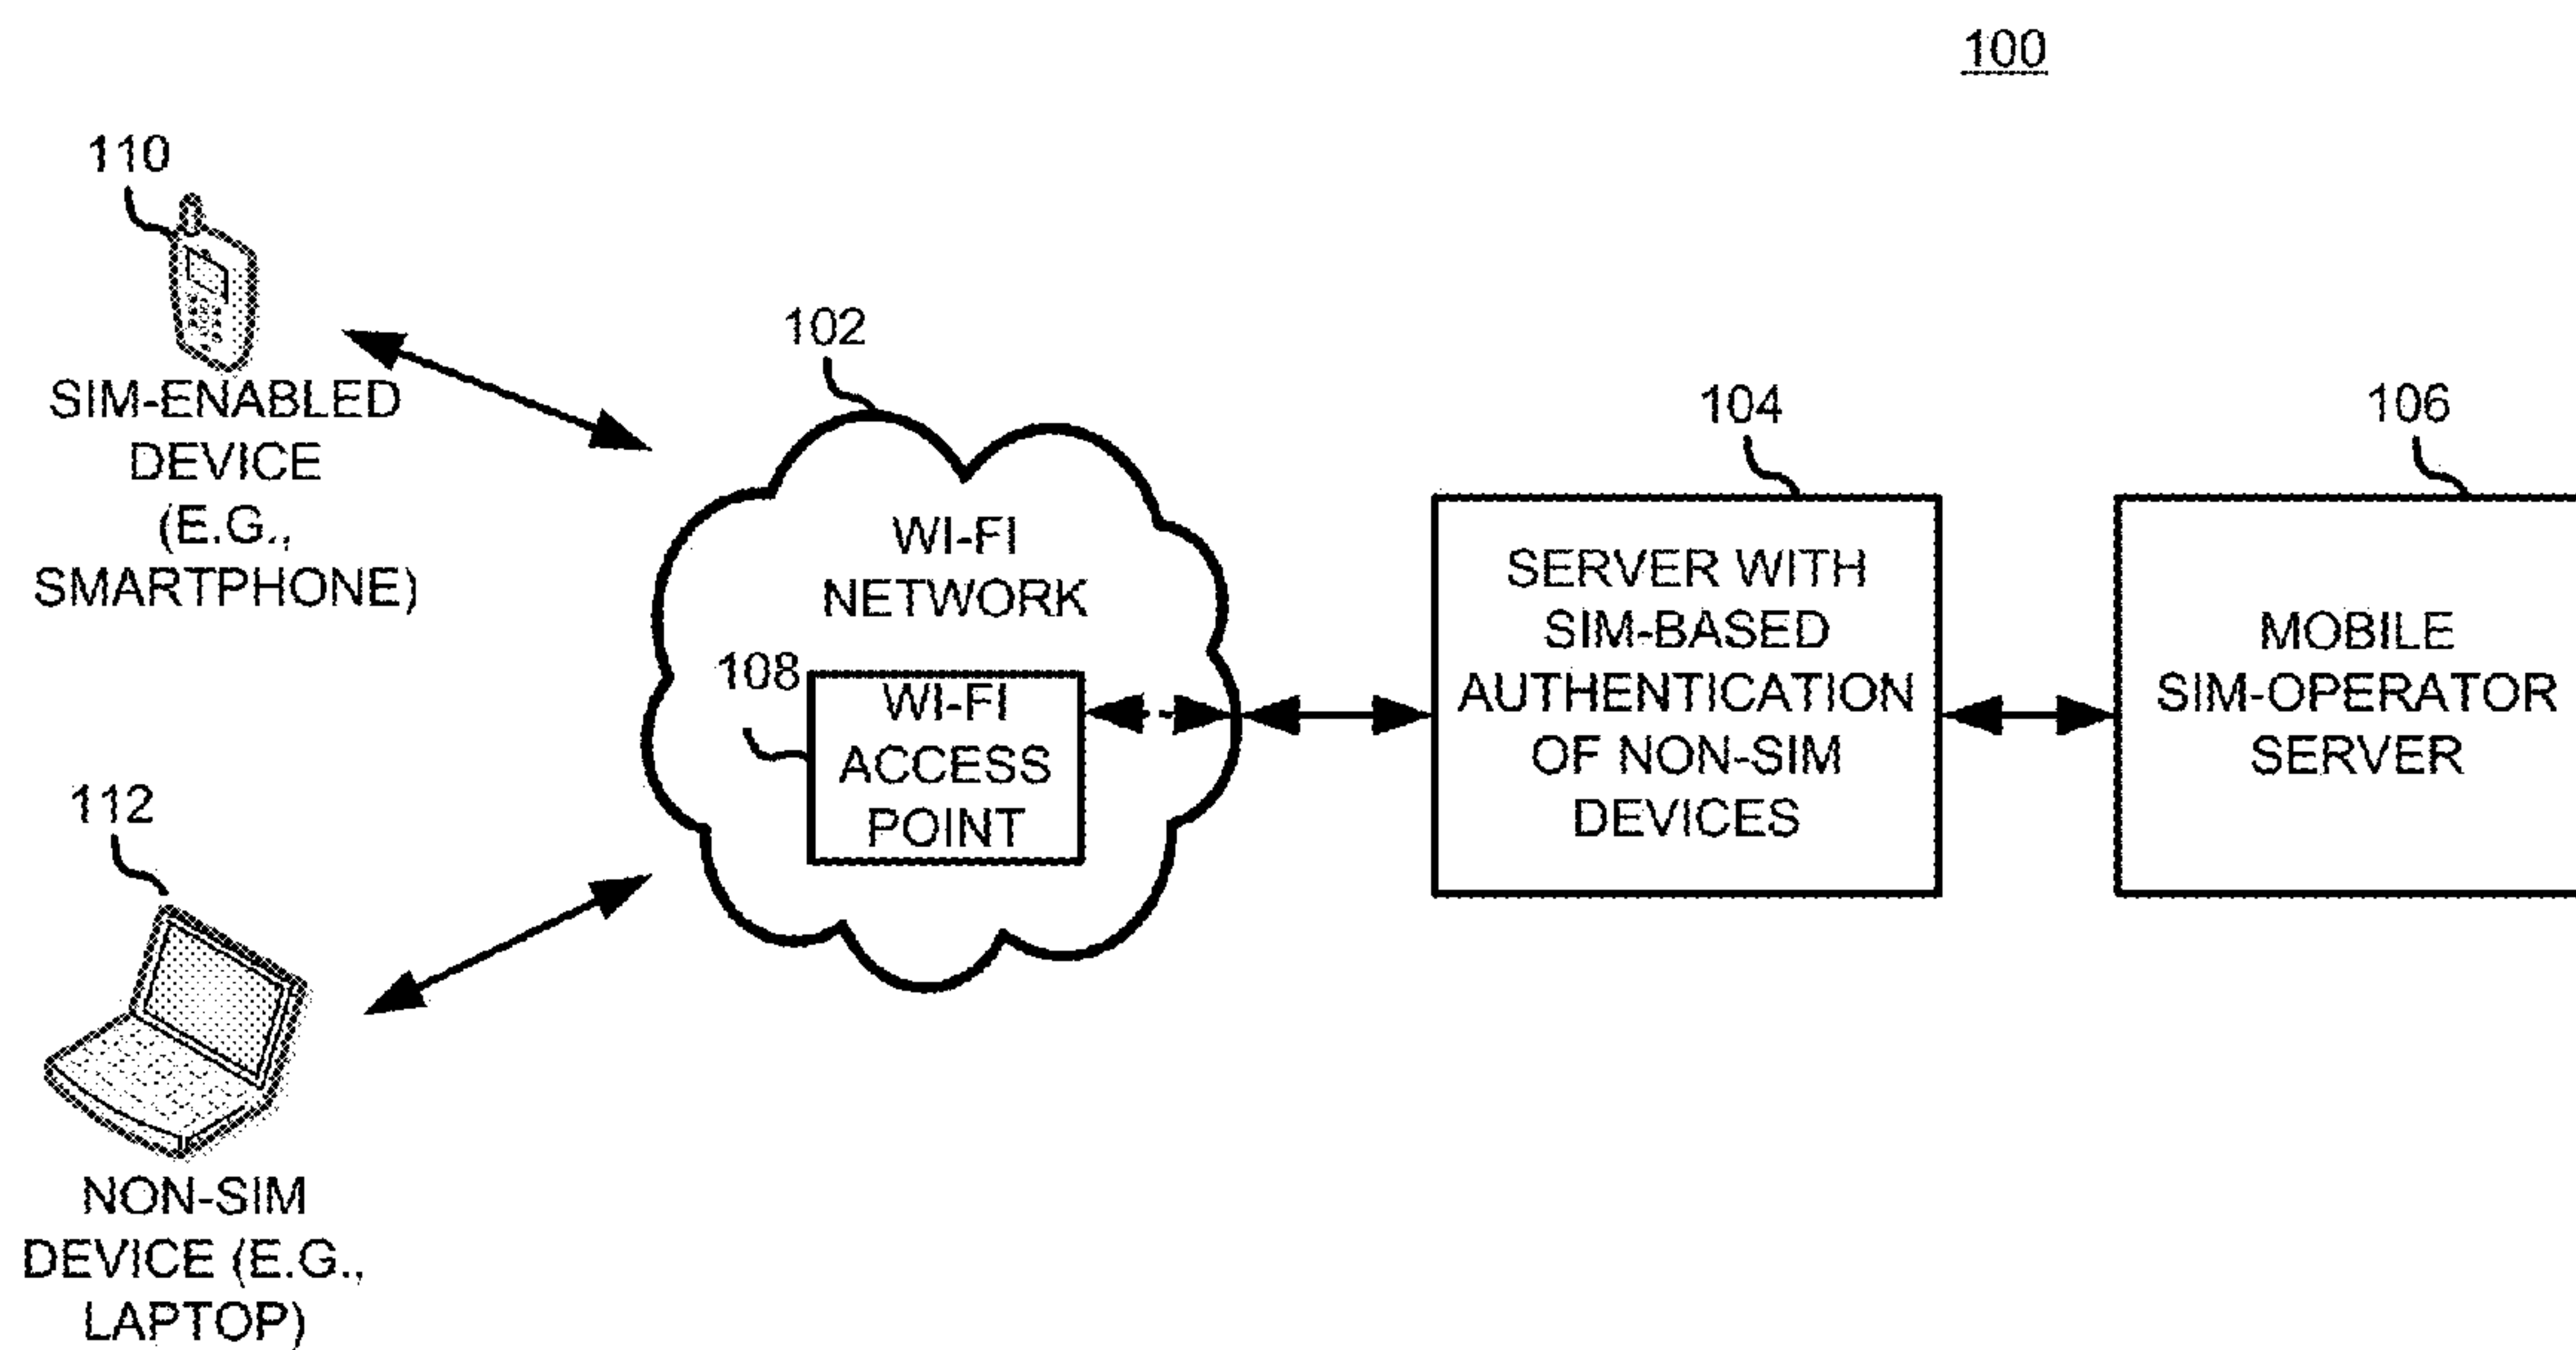 100
110
SIM-ENABLED
DEVICE
(E.G.,
SMARTPHONE)
102
WI-FI
NETWORK
108
WI-FI
ACCESS
POINT
104
SERVER WITH
SIM-BASED
AUTHENTICATION
OF NON-SIM
DEVICES
106
MOBILE
SIM-OPERATOR
SERVER
112
NON-SIM
DEVICE (E.G.,
LAPTOP)